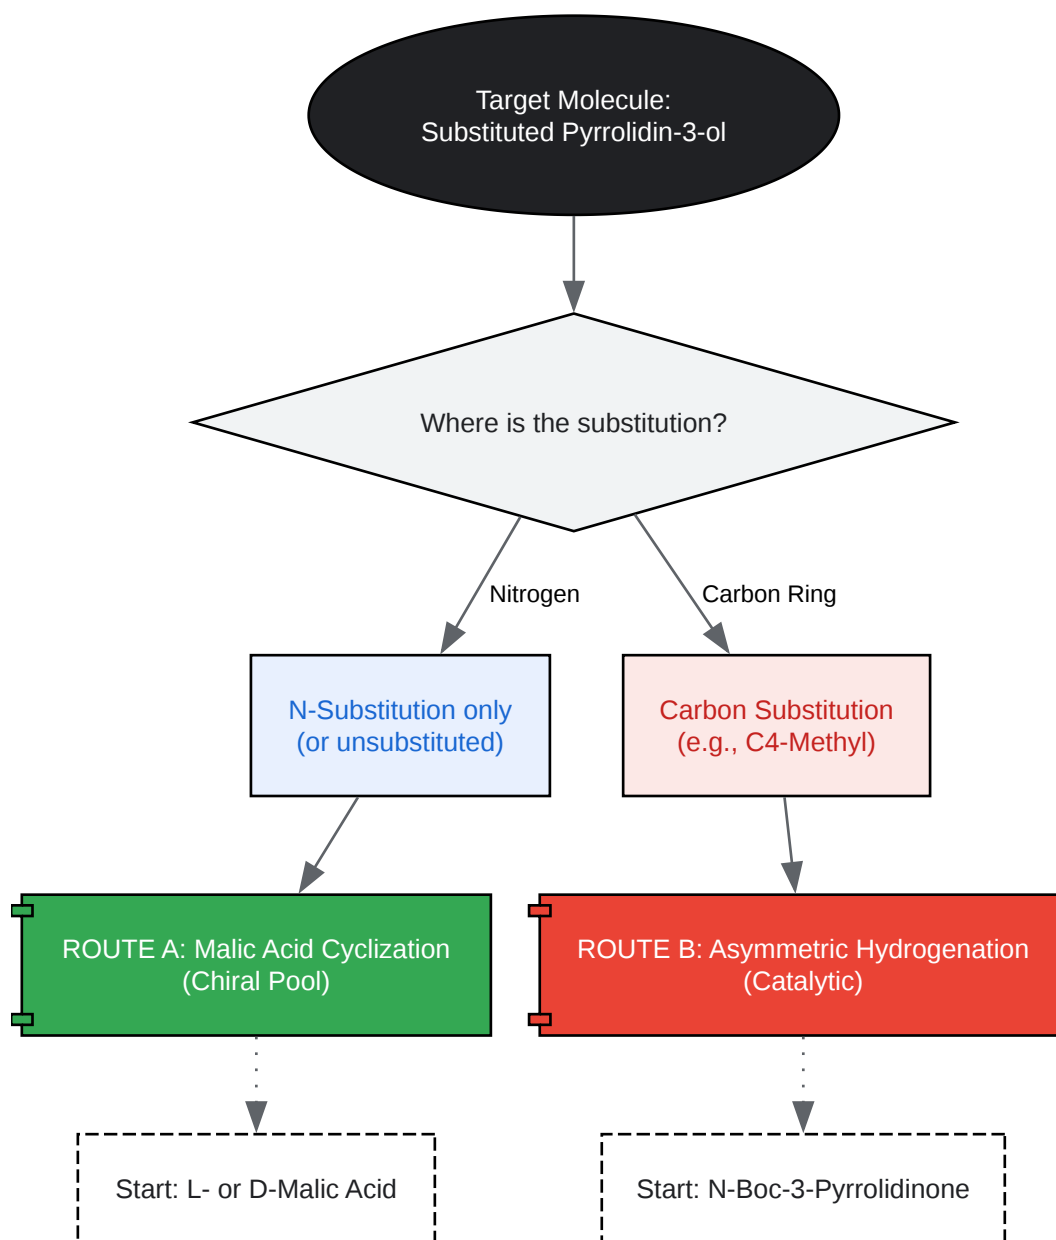 Target Molecule:
Substituted Pyrrolidin-3-ol
Where is the substitution?
Nitrogen
Carbon Ring
N-Substitution only
(or unsubstituted)
Carbon Substitution
(e.g., C4-Methyl)
ROUTE A: Malic Acid Cyclization
(Chiral Pool)
ROUTE B: Asymmetric Hydrogenation
(Catalytic)
Start: L- or D-Malic Acid
Start: N-Boc-3-Pyrrolidinone